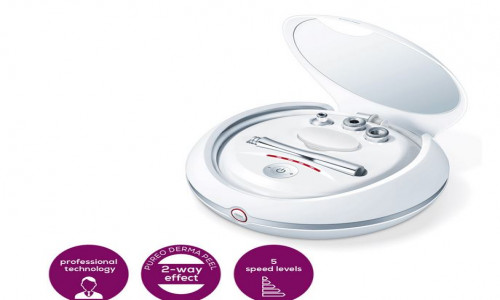 professional
technology
PUREO DERMA PEEL
2-way
effect
5
speed levels